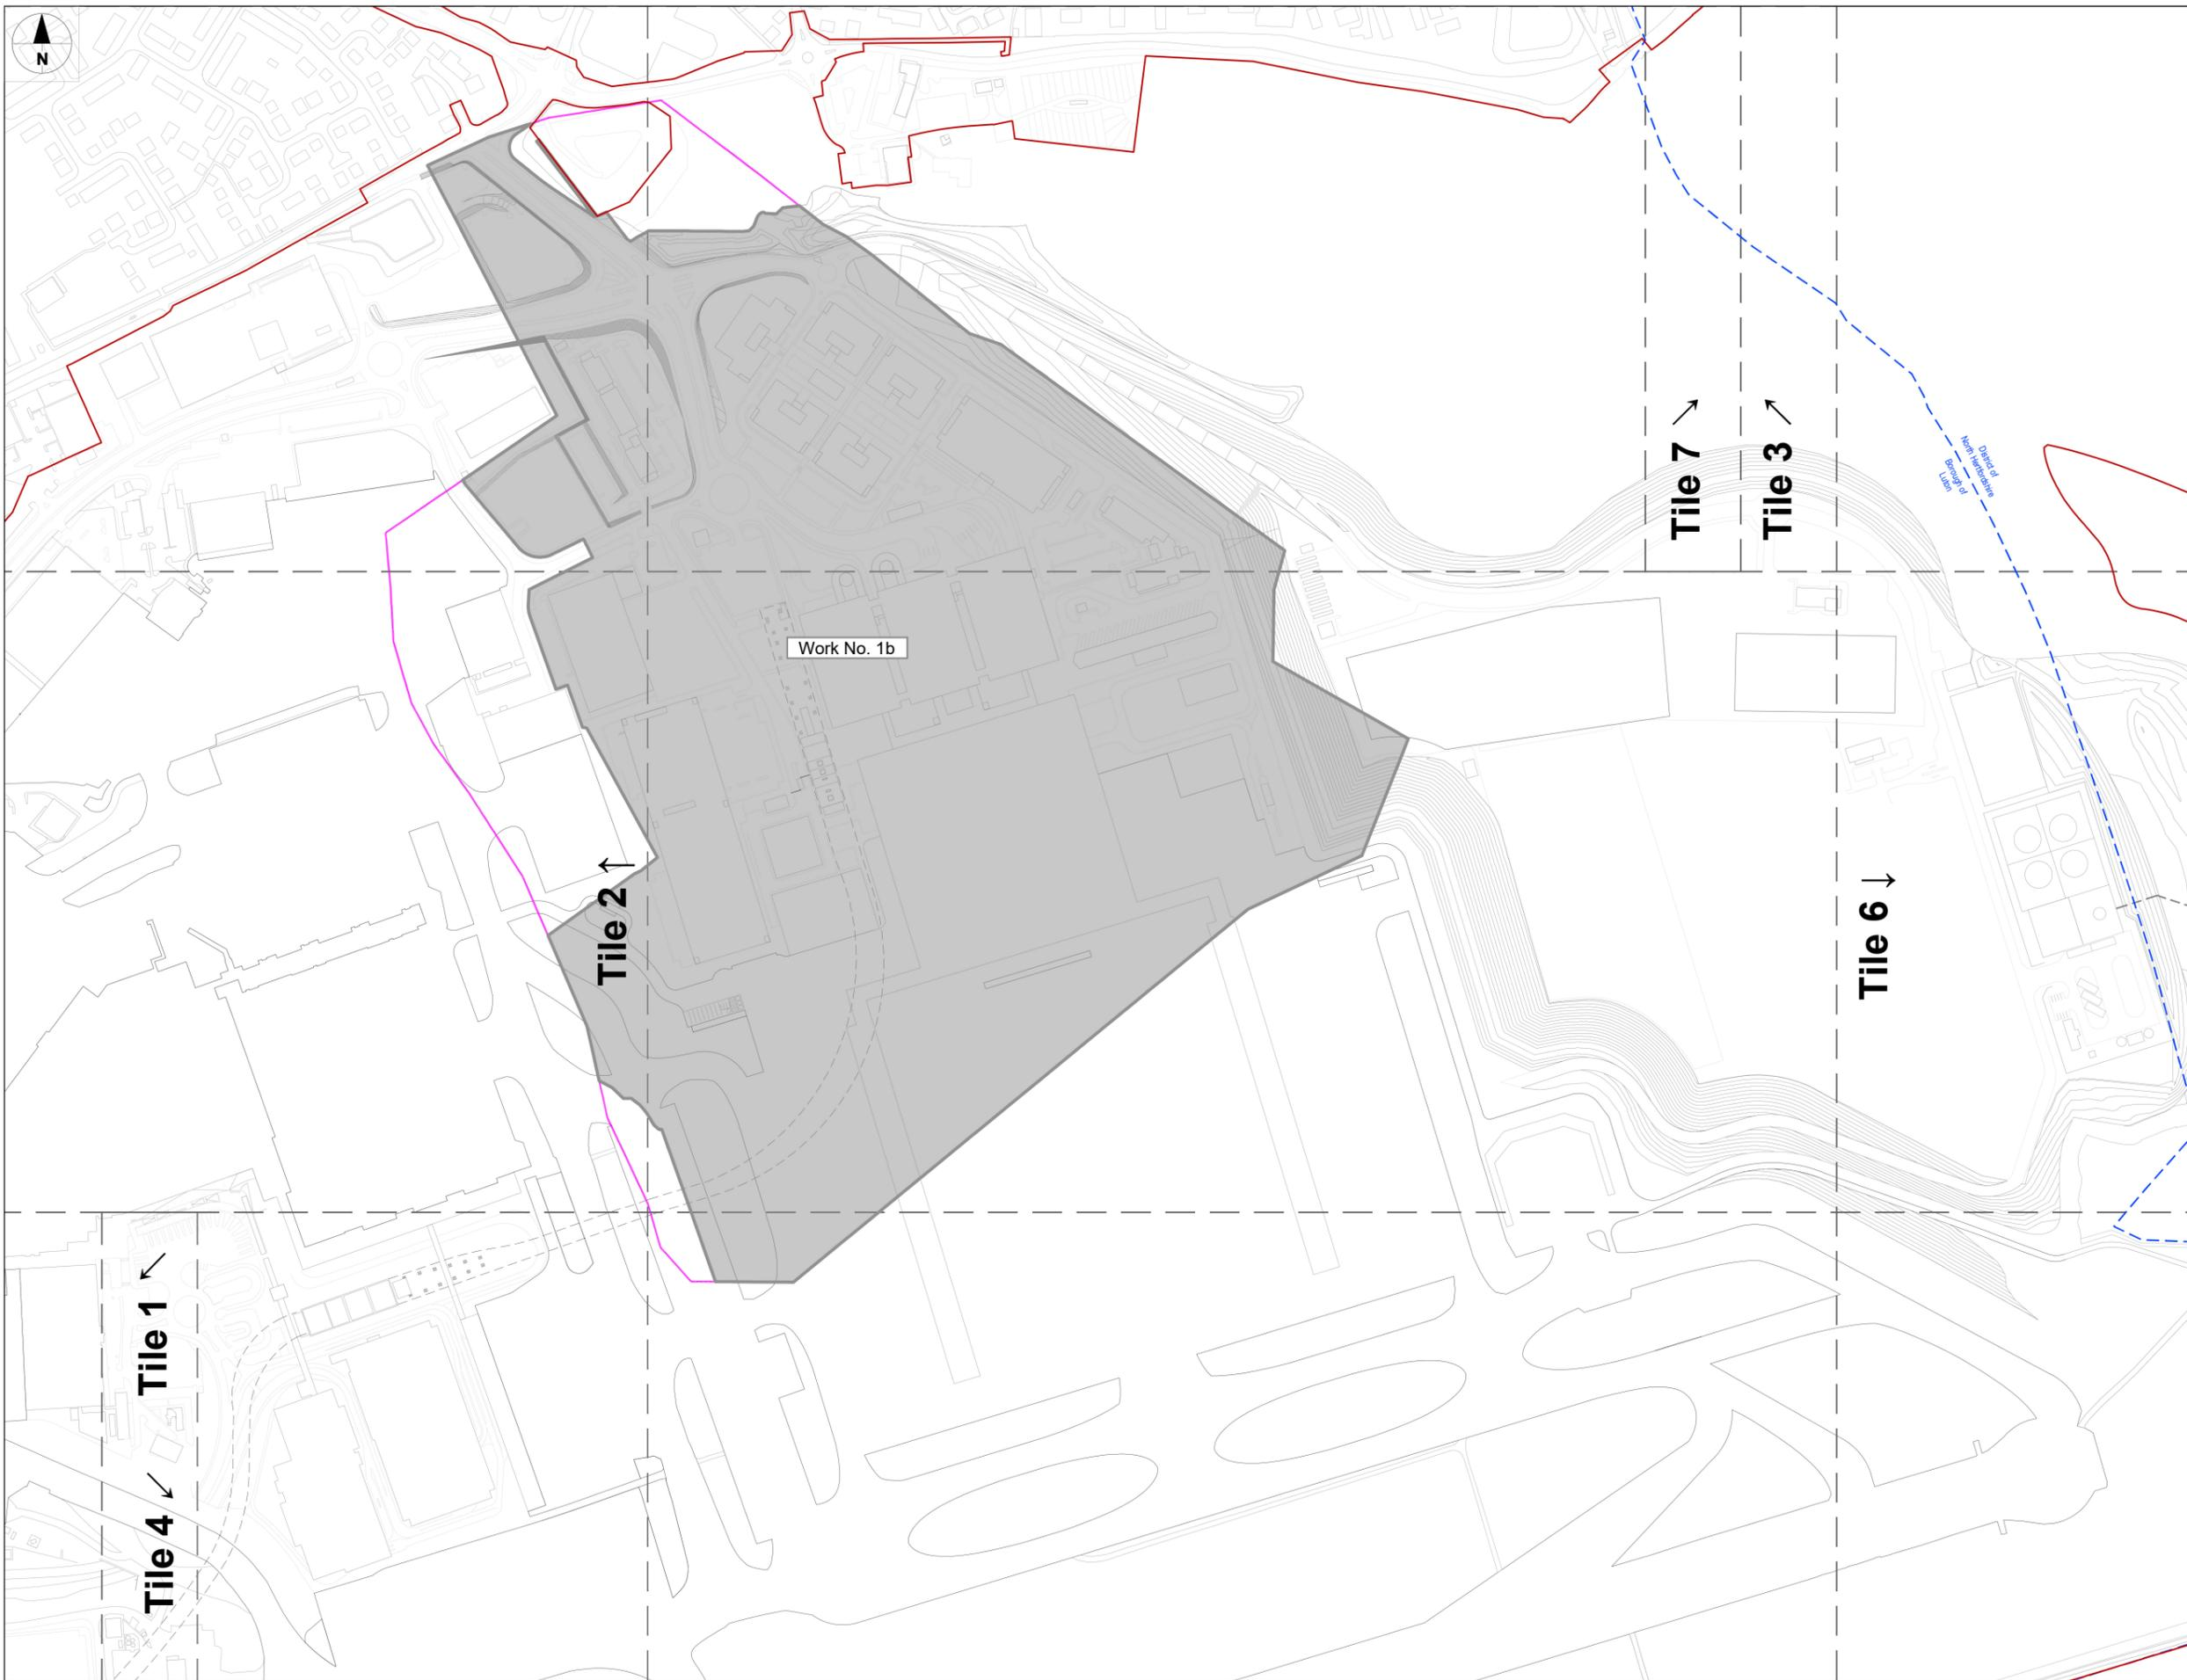 N
Tile 7
Tile 3
District of
North Hertfordshire
Borough of
Luton
Work No. 1b
Tile 2
Tile 6
Tile 1
Tile 4